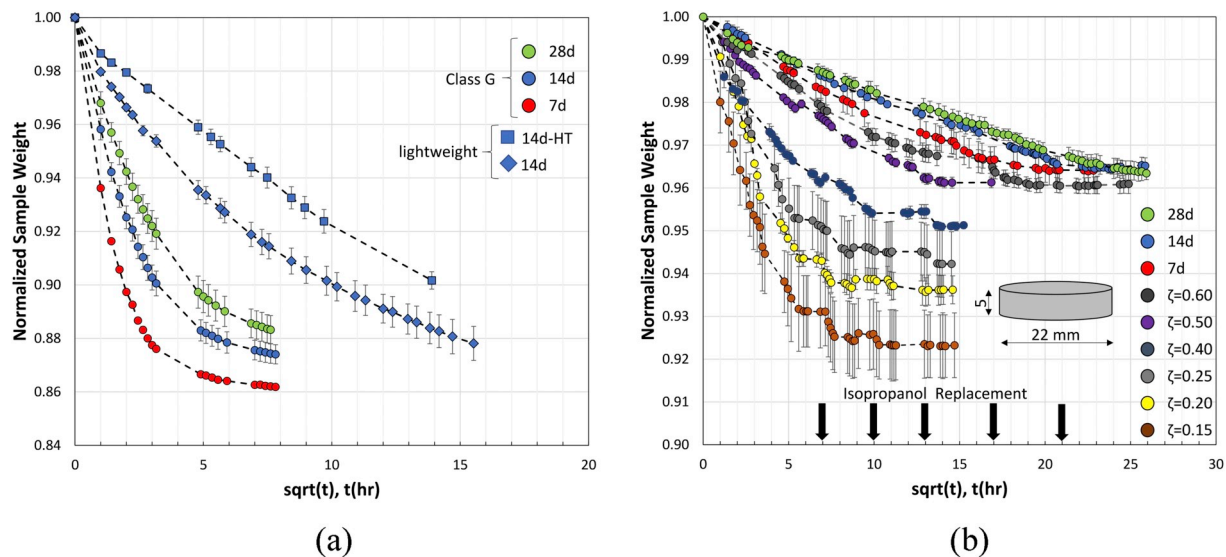 1.00
0.98
0.96
0.94
0.92
0.90
0.88
0.86
0.84
Normalized Sample Weight
0
5
10
15
20
sqrt(t), t(hr)
Class G
28d
14d
7d
lightweight
14d-HT
14d
(a)
1.00
0.99
0.98
0.97
0.96
0.95
0.94
0.93
0.92
0.91
0.90
Normalized Sample Weight
0
5
10
15
20
25
30
sqrt(t), t(hr)
28d
14d
7d
ζ=0.60
ζ=0.50
ζ=0.40
ζ=0.25
ζ=0.20
ζ=0.15
5
22 mm
Isopropanol Replacement
(b)